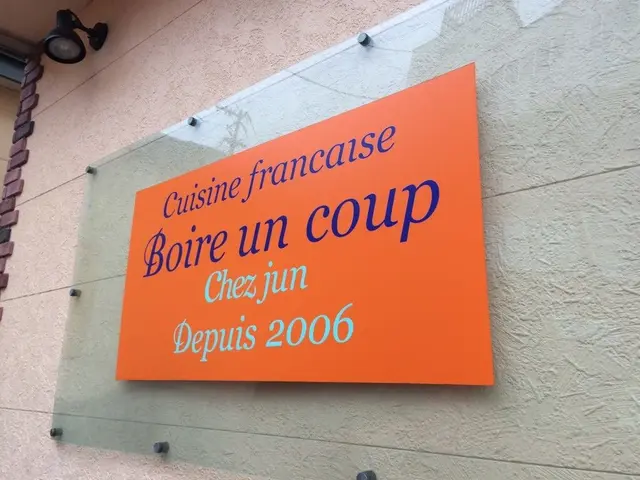 Cuisine francaise
Boire un coup
Chez jun
Depuis 2006